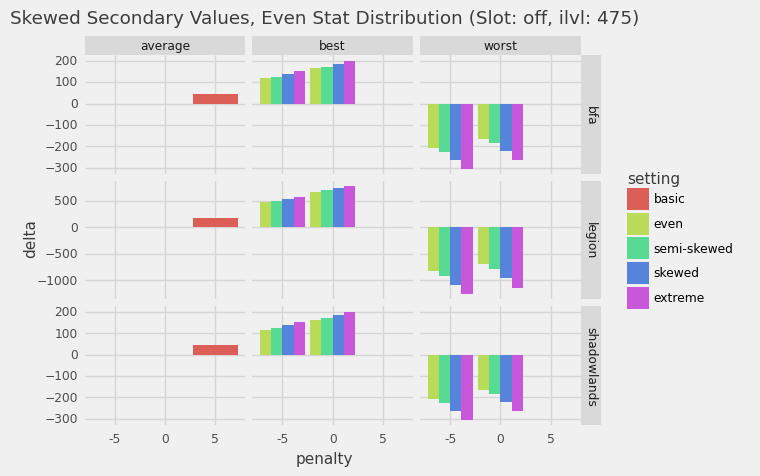 Skewed Secondary Values, Even Stat Distribution (Slot: off, ilvl: 475)
average
best
worst
200
100
0
−100
−200
−300
bfa
500
0
−500
−1000
legion
200
100
0
−100
−200
−300
shadowlands
-5
0
5
-5
0
5
-5
0
5
penalty
delta
setting
basic
even
semi-skewed
skewed
extreme